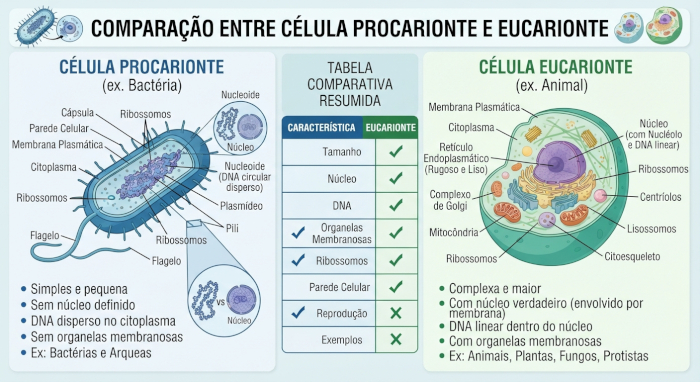 COMPARAÇÃO ENTRE CÉLULA PROCARIONTE E EUCARIONTE
CÉLULA PROCARIONTE
(ex. Bactéria)
Cápsula
Parede Celular
Membrana Plasmática
Citoplasma
Ribossomos
Flagelo
Flagelo
Ribossomos
Nucleoide
Núcleo
Nucleoide
(DNA circular
disperso)
Plasmídeo
Pili
Ribossomos
vs
Núcleo
• Simples e pequena
• Sem núcleo definido
• DNA disperso no citoplasma
• Sem organelas membranosas
• Ex: Bactérias e Arqueas
TABELA
COMPARATIVA
RESUMIDA
CARACTERÍSTICA EUCARIONTE
Tamanho ✓
Núcleo ✓
DNA ✓
✓ Organelas
Membranosas ✓
✓ Ribossomos ✓
Parede Celular ✓
✓ Reprodução ✗
Exemplos ✗
CÉLULA EUCARIONTE
(ex. Animal)
Membrana Plasmática
Citoplasma
Retículo
Endoplasmático
(Rugoso e Liso)
Complexo
de Golgi
Mitocôndria
Ribossomos
Núcleo
(com Nucléolo
e DNA linear)
Ribossomos
Centríolos
Lisossomos
Citoesqueleto
• Complexa e maior
• Com núcleo verdadeiro (envolvido por
membrana)
• DNA linear dentro do núcleo
• Com organelas membranosas
• Ex: Animais, Plantas, Fungos, Protistas